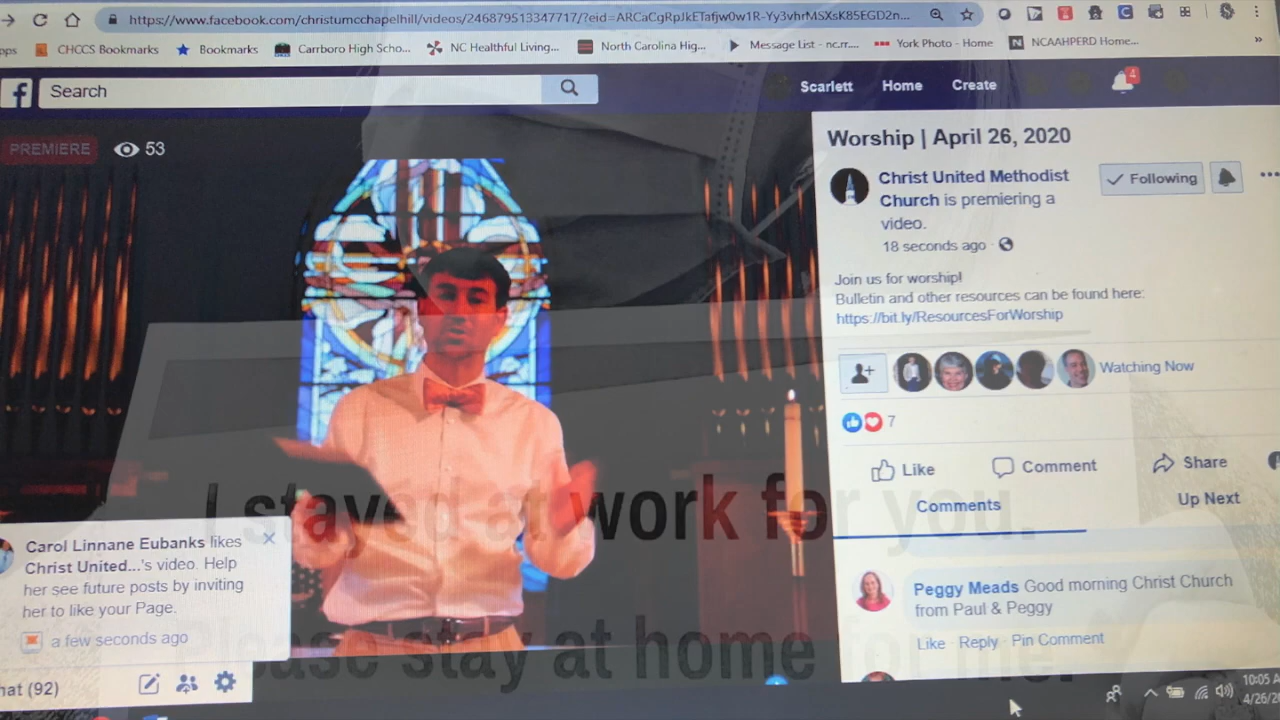 https://www.facebook.com/christumcchapelhill/videos/246879513347717/?eid=ARCaCgRpJkETafjw0w1R-Yy3vhrMSXsK85EGD2n...
CHCCS Bookmarks Bookmarks Carrboro High Scho... NC Healthful Living... North Carolina Hig... Message List - nc.rr.... York Photo - Home NCAAHPERD Home... »
f Search Scarlett Home Create 4
PREMIERE 53
Worship | April 26, 2020
Christ United Methodist
Church is premiering a
video.
18 seconds ago ·
Following
Join us for worship!
Bulletin and other resources can be found here:
https://bit.ly/ResourcesForWorship
Watching Now
7
Like Comment Share
Comments Up Next
I stayed at work for you.
Please stay at home for me.
Peggy Meads Good morning Christ Church
from Paul & Peggy
Like · Reply · Pin Comment
Carol Linnane Eubanks likes
Christ United...'s video. Help
her see future posts by inviting
her to like your Page.
a few seconds ago
hat (92)
10:05 A
4/26/20